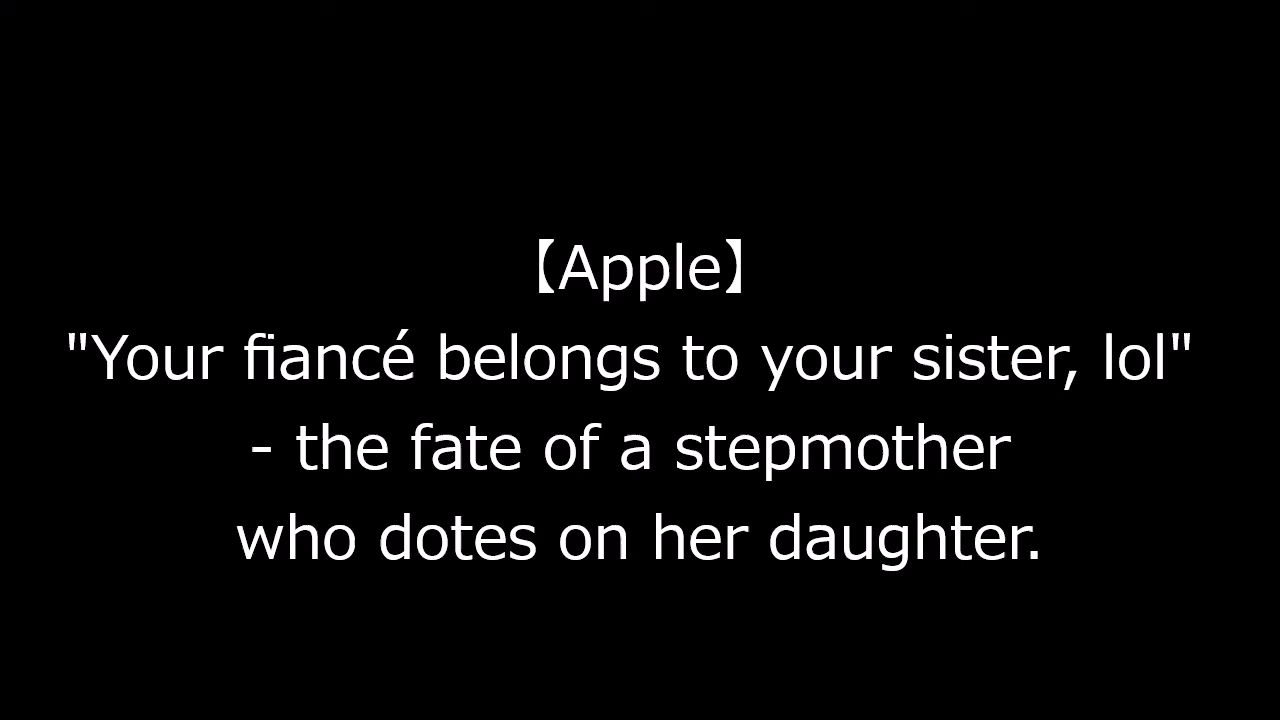 【Apple】
"Your fiancé belongs to your sister, lol"
- the fate of a stepmother
who dotes on her daughter.